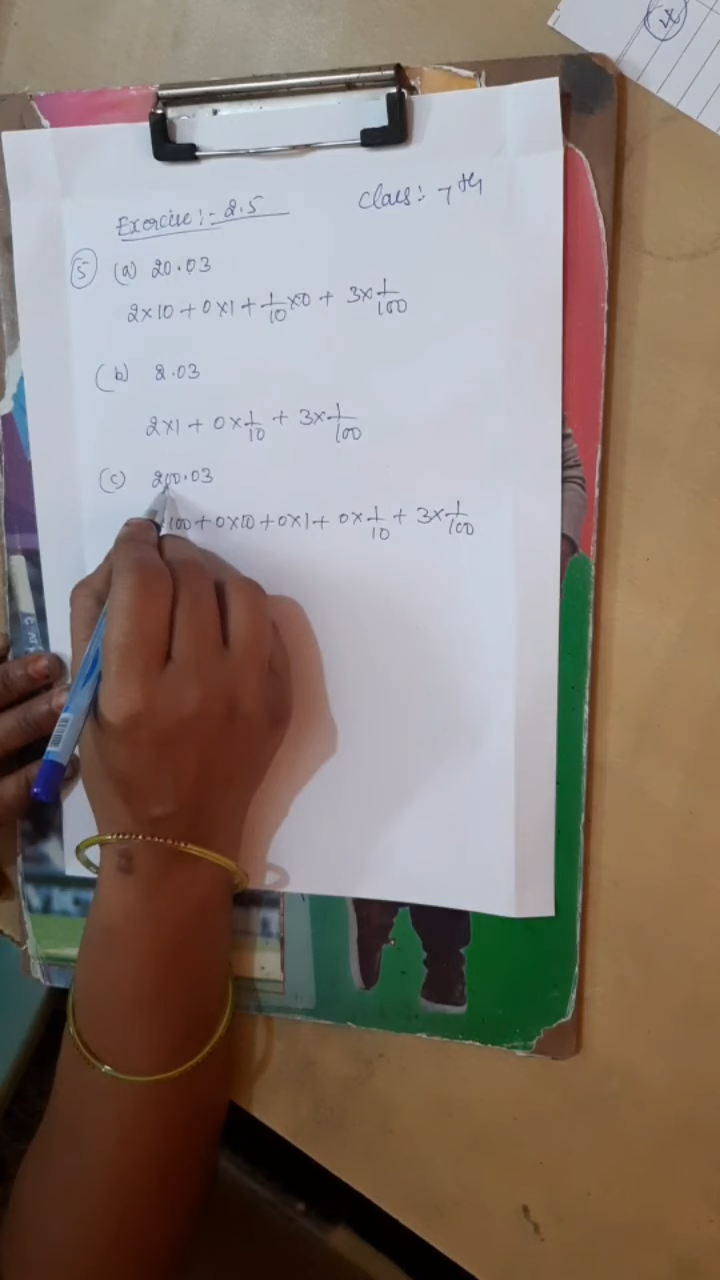 4
Exercise :- 2.5 Class: 7th
5 (a) 20.03
2×10 + 0×1 + 1/10×0 + 3×1/100
(b) 2.03
2×1 + 0×1/10 + 3×1/100
(c) 200.03
×100 + 0×10 + 0×1 + 0×1/10 + 3×1/100